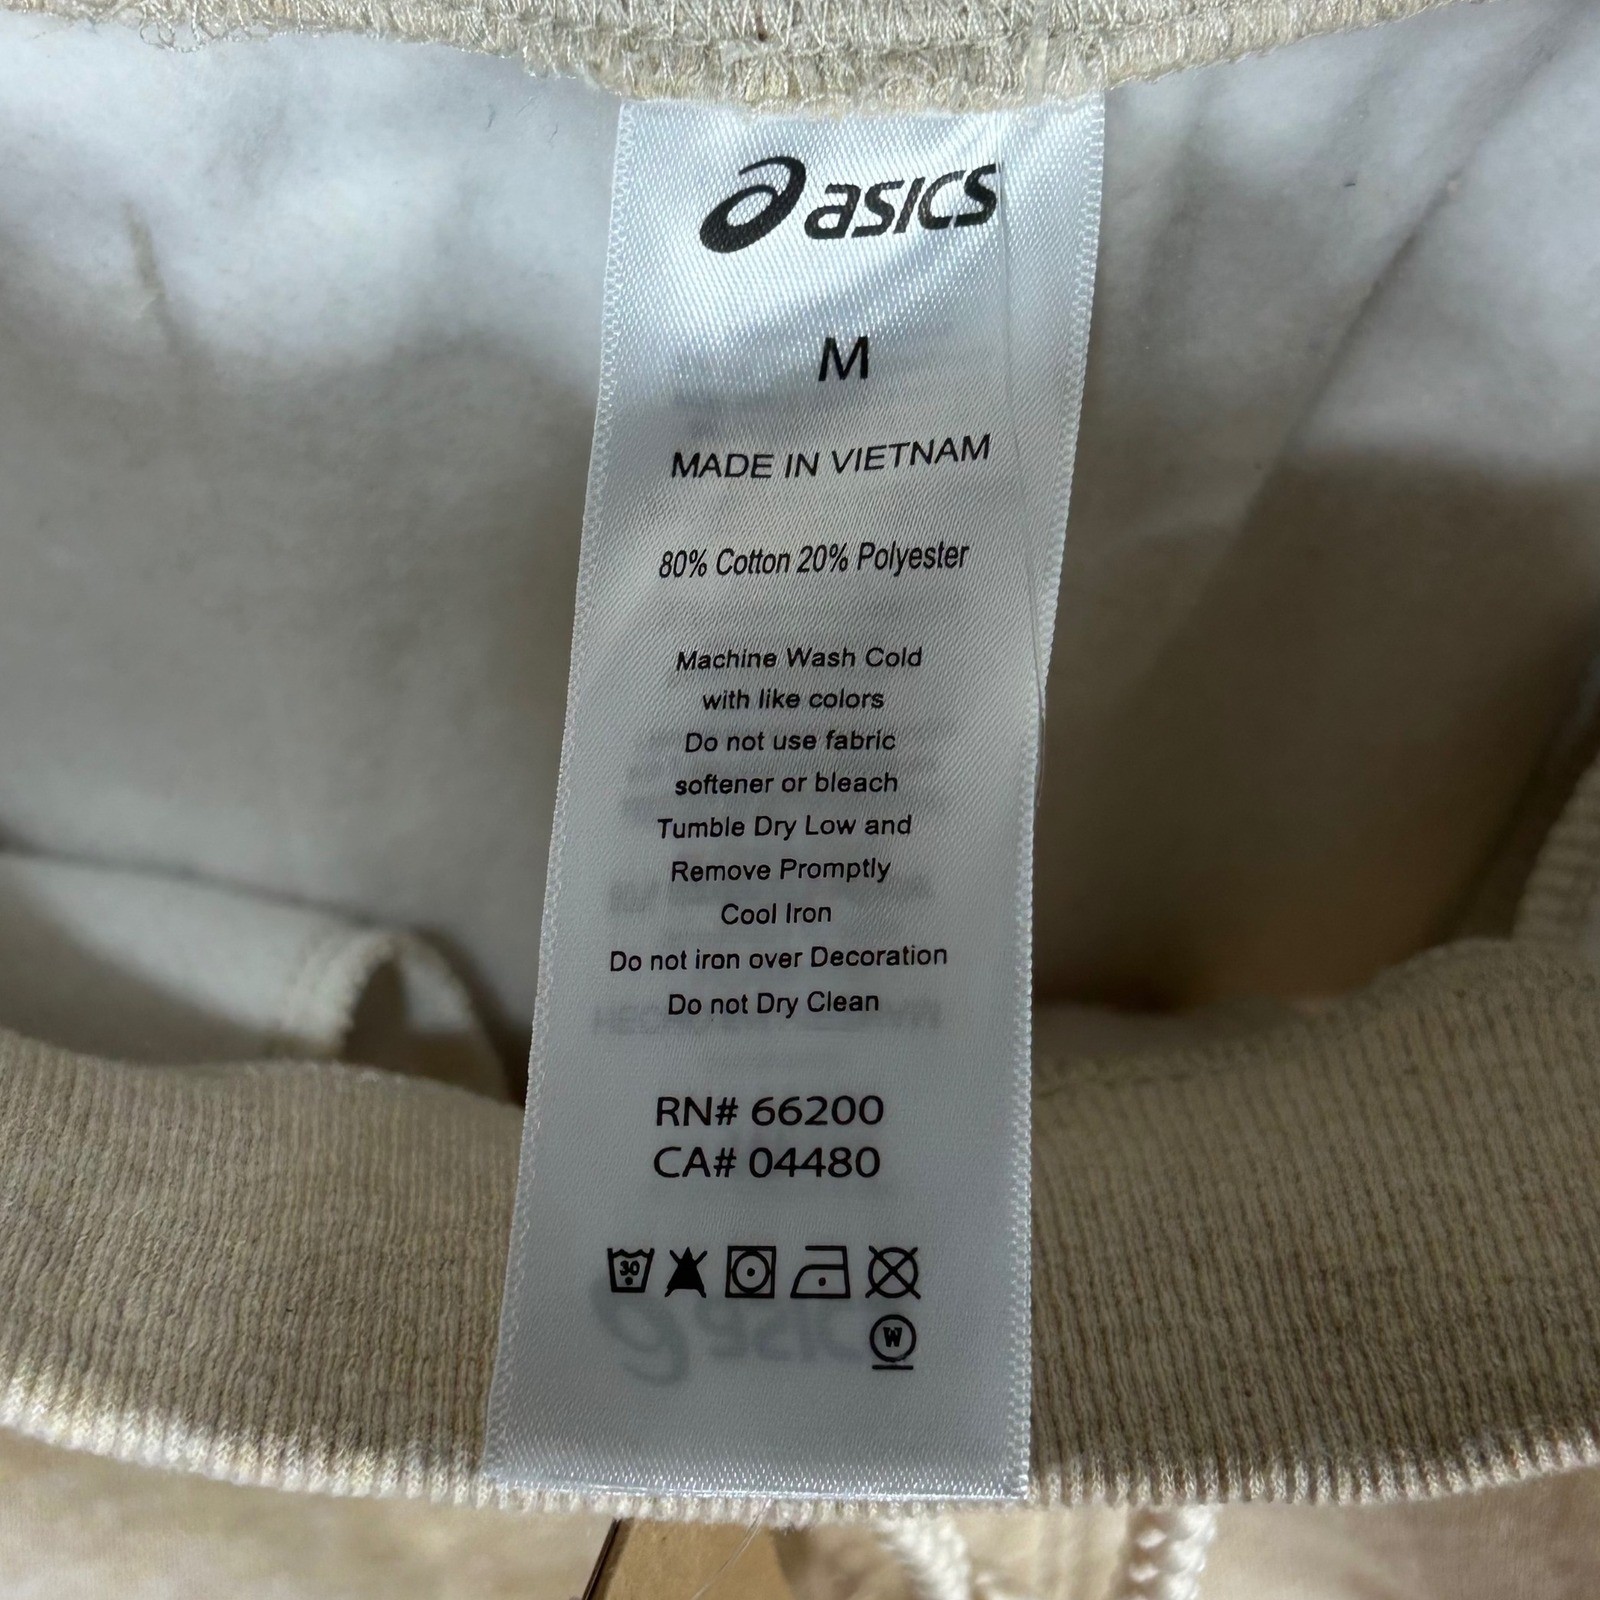 asics
M
MADE IN VIETNAM
80% Cotton 20% Polyester
Machine Wash Cold
with like colors
Do not use fabric
softener or bleach
Tumble Dry Low and
Remove Promptly
Cool Iron
Do not iron over Decoration
Do not Dry Clean
RN# 66200
CA# 04480
30
W